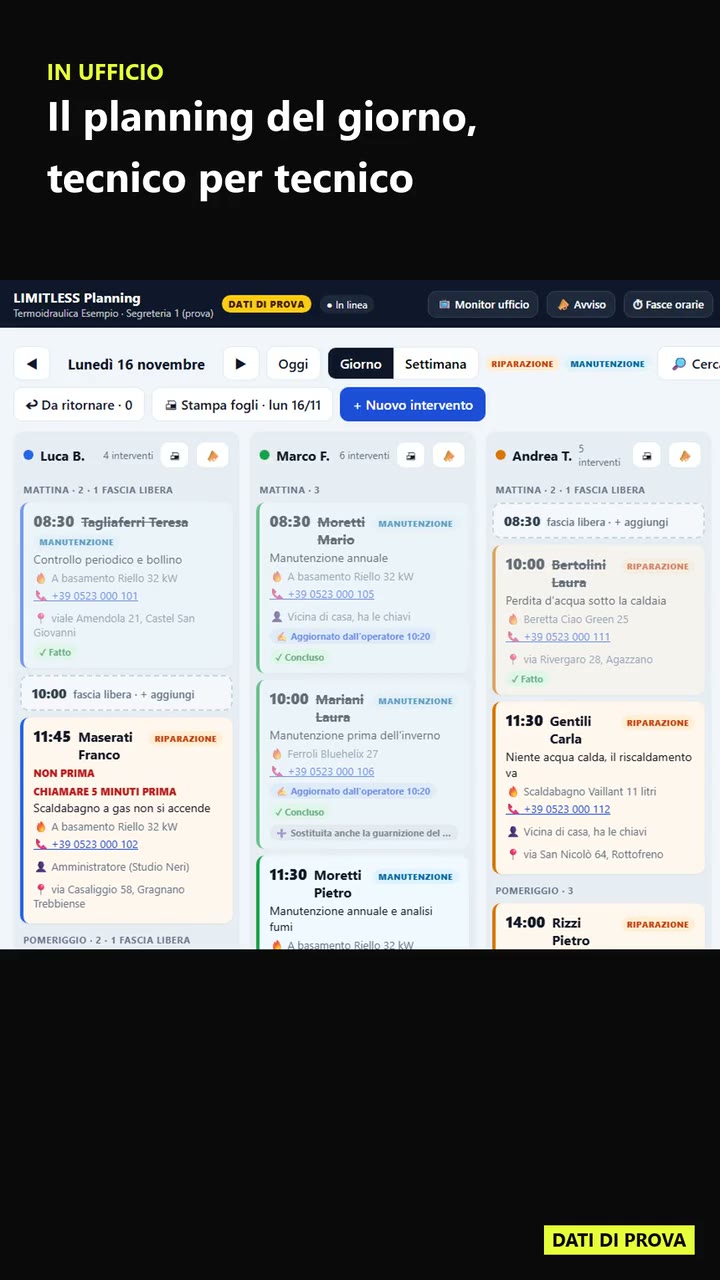 IN UFFICIO
Il planning del giorno,
tecnico per tecnico
LIMITLESS Planning
Termoidraulica Esempio · Segreteria 1 (prova)
DATI DI PROVA
● In linea
Monitor ufficio
Avviso
Fasce orarie
◀
Lunedì 16 novembre
▶
Oggi
Giorno
Settimana
RIPARAZIONE
MANUTENZIONE
Cerca
↩ Da ritornare · 0
Stampa fogli · lun 16/11
+ Nuovo intervento
Luca B.
4 interventi
MATTINA · 2 · 1 FASCIA LIBERA
08:30 Tagliaferri Teresa
MANUTENZIONE
Controllo periodico e bollino
A basamento Riello 32 kW
+39 0523 000 101
viale Amendola 21, Castel San
Giovanni
✓ Fatto
10:00 fascia libera · + aggiungi
11:45 Maserati
Franco
RIPARAZIONE
NON PRIMA
CHIAMARE 5 MINUTI PRIMA
Scaldabagno a gas non si accende
A basamento Riello 32 kW
+39 0523 000 102
Amministratore (Studio Neri)
via Casaliggio 58, Gragnano
Trebbiense
POMERIGGIO · 2 · 1 FASCIA LIBERA
Marco F.
6 interventi
MATTINA · 3
08:30 Moretti
Mario
MANUTENZIONE
Manutenzione annuale
A basamento Riello 32 kW
+39 0523 000 105
Vicina di casa, ha le chiavi
Aggiornato dall'operatore 10:20
✓ Concluso
10:00 Mariani
Laura
MANUTENZIONE
Manutenzione prima dell'inverno
Ferroli Bluehelix 27
+39 0523 000 106
Aggiornato dall'operatore 10:20
✓ Concluso
Sostituita anche la guarnizione del ...
11:30 Moretti
Pietro
MANUTENZIONE
Manutenzione annuale e analisi
fumi
A basamento Riello 32 kW
Andrea T.
5
interventi
MATTINA · 2 · 1 FASCIA LIBERA
08:30 fascia libera · + aggiungi
10:00 Bertolini
Laura
RIPARAZIONE
Perdita d'acqua sotto la caldaia
Beretta Ciao Green 25
+39 0523 000 111
via Rivergaro 28, Agazzano
✓ Fatto
11:30 Gentili
Carla
RIPARAZIONE
Niente acqua calda, il riscaldamento
va
Scaldabagno Vaillant 11 litri
+39 0523 000 112
Vicina di casa, ha le chiavi
via San Nicolò 64, Rottofreno
POMERIGGIO · 3
14:00 Rizzi
Pietro
RIPARAZIONE
DATI DI PROVA